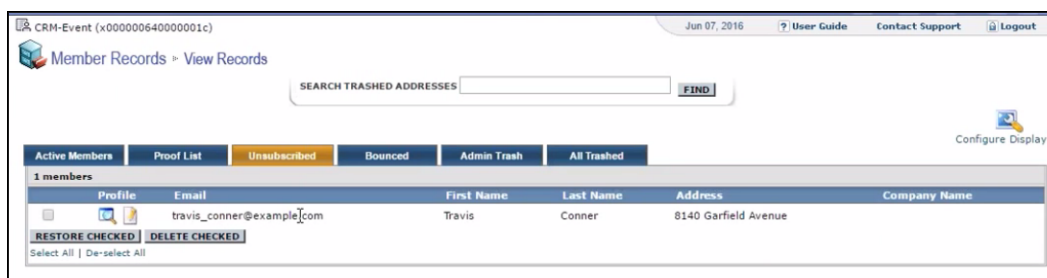 CRM-Event (x000000640000001c) Jun 07, 2016 ? User Guide Contact Support Logout
Member Records » View Records
SEARCH TRASHED ADDRESSES FIND
Configure Display
Active Members Proof List Unsubscribed Bounced Admin Trash All Trashed
1 members
Profile Email First Name Last Name Address Company Name
travis_conner@example.com Travis Conner 8140 Garfield Avenue
RESTORE CHECKED DELETE CHECKED
Select All | De-select All